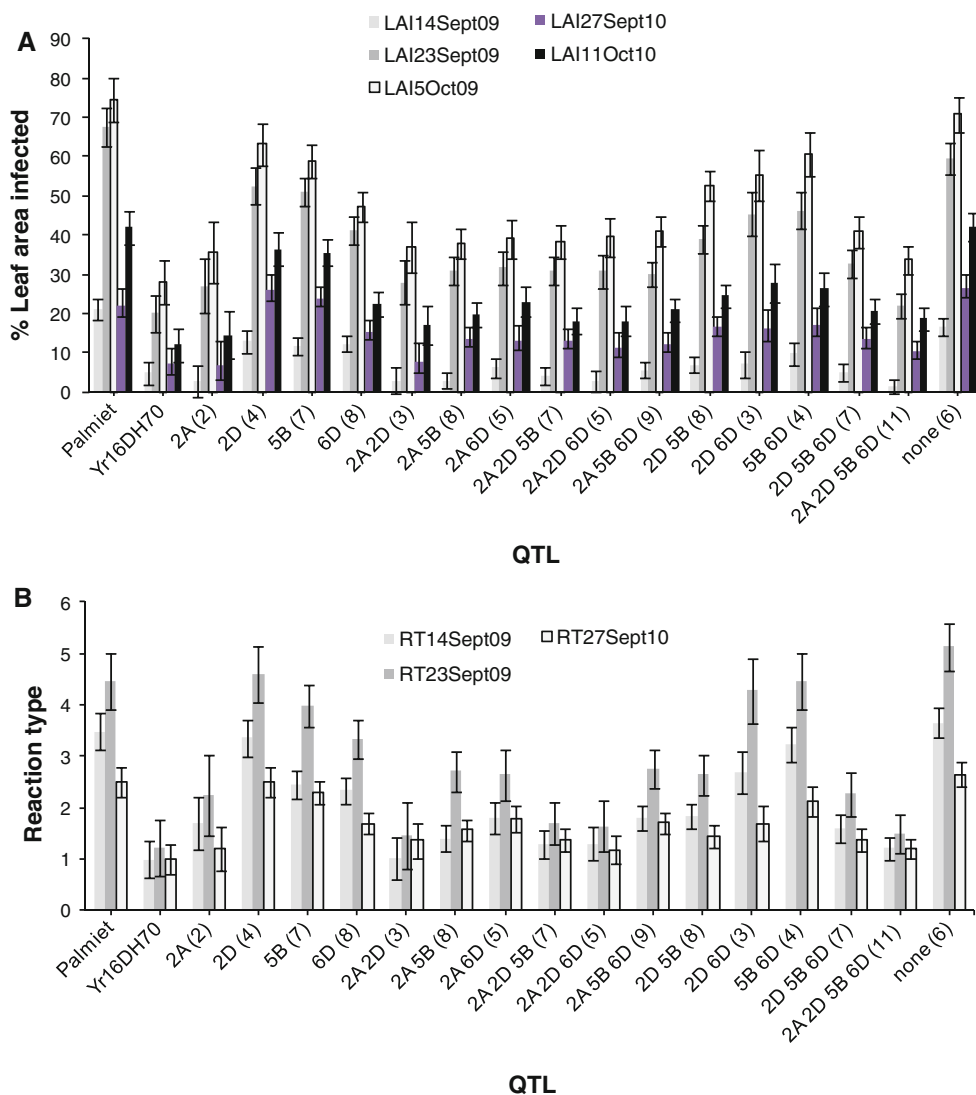 A
LAI14Sept09
LAI27Sept10
LAI23Sept09
LAI11Oct10
LAI5Oct09
% Leaf area infected
90
80
70
60
50
40
30
20
10
0
Palmiet
Yr16DH70
2A (2)
2D (4)
5B (7)
6D (8)
2A 2D (3)
2A 5B (8)
2A 6D (5)
2A 2D 5B (7)
2A 2D 6D (5)
2A 5B 6D (9)
2D 5B (8)
2D 6D (3)
5B 6D (4)
2D 5B 6D (7)
2A 2D 5B 6D (11)
none (6)
QTL
B
RT14Sept09
RT27Sept10
RT23Sept09
Reaction type
6
5
4
3
2
1
0
Palmiet
Yr16DH70
2A (2)
2D (4)
5B (7)
6D (8)
2A 2D (3)
2A 5B (8)
2A 6D (5)
2A 2D 5B (7)
2A 2D 6D (5)
2A 5B 6D (9)
2D 5B (8)
2D 6D (3)
5B 6D (4)
2D 5B 6D (7)
2A 2D 5B 6D (11)
none (6)
QTL